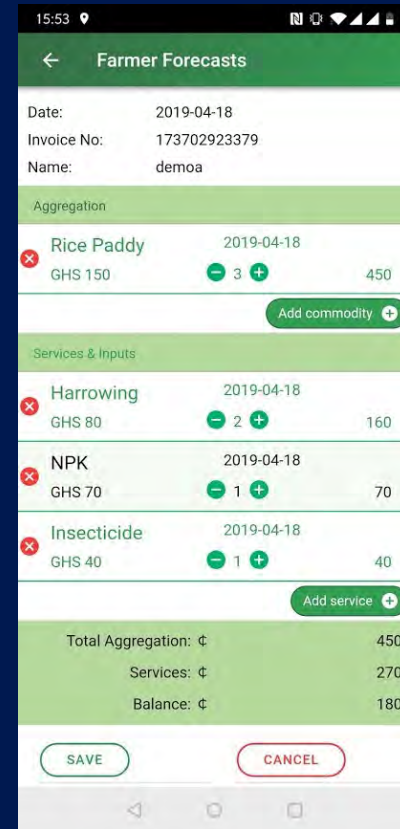 15:53
Farmer Forecasts
Date: 2019-04-18
Invoice No: 173702923379
Name: demoa
Aggregation
Rice Paddy 2019-04-18
GHS 150 3 450
Add commodity
Services & Inputs
Harrowing 2019-04-18
GHS 80 2 160
NPK 2019-04-18
GHS 70 1 70
Insecticide 2019-04-18
GHS 40 1 40
Add service
Total Aggregation: ₵ 450
Services: ₵ 270
Balance: ₵ 180
SAVE CANCEL